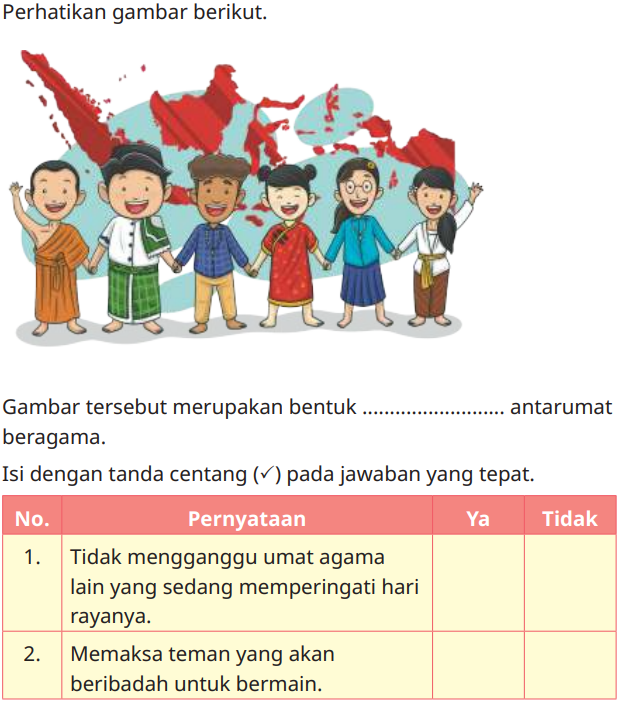 Perhatikan gambar berikut.
Gambar tersebut merupakan bentuk .......................... antarumat
beragama.
Isi dengan tanda centang (✓) pada jawaban yang tepat.
No. Pernyataan Ya Tidak
1. Tidak mengganggu umat agama
lain yang sedang memperingati hari
rayanya.
2. Memaksa teman yang akan
beribadah untuk bermain.